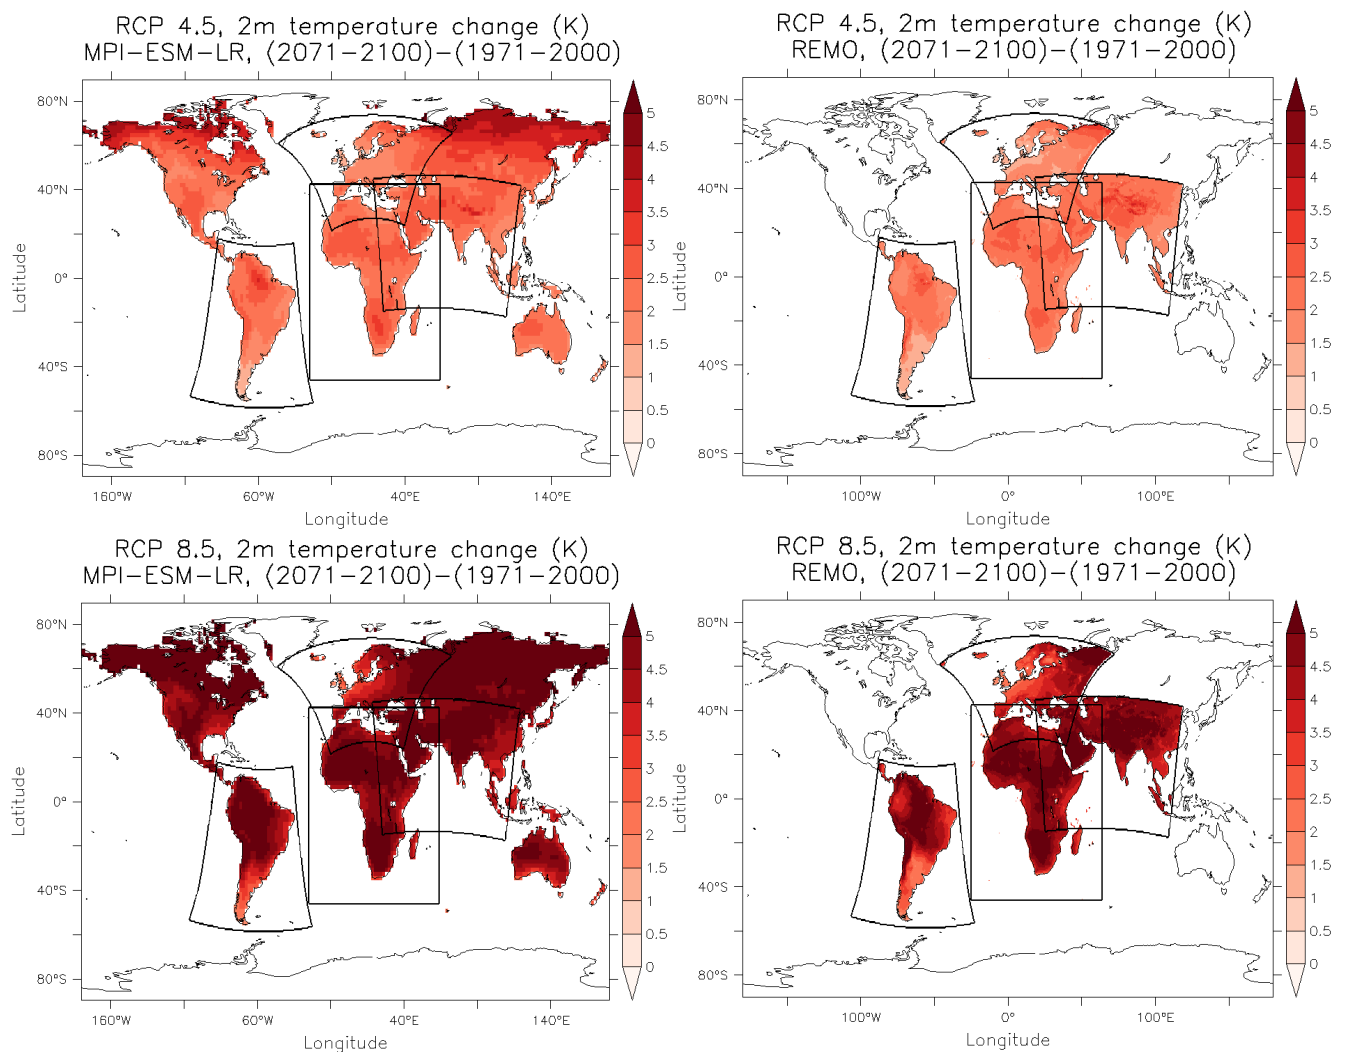 RCP 4.5, 2m temperature change (K)
MPI-ESM-LR, (2071-2100)-(1971-2000)
80°N
40°N
0°
40°S
80°S
Latitude
160°W
60°W
40°E
140°E
Longitude
5
4.5
4
3.5
3
2.5
2
1.5
1
0.5
0
RCP 4.5, 2m temperature change (K)
REMO, (2071-2100)-(1971-2000)
80°N
40°N
0°
40°S
80°S
Latitude
100°W
0°
100°E
Longitude
5
4.5
4
3.5
3
2.5
2
1.5
1
0.5
0
RCP 8.5, 2m temperature change (K)
MPI-ESM-LR, (2071-2100)-(1971-2000)
80°N
40°N
0°
40°S
80°S
Latitude
160°W
60°W
40°E
140°E
Longitude
5
4.5
4
3.5
3
2.5
2
1.5
1
0.5
0
RCP 8.5, 2m temperature change (K)
REMO, (2071-2100)-(1971-2000)
80°N
40°N
0°
40°S
80°S
Latitude
100°W
0°
100°E
Longitude
5
4.5
4
3.5
3
2.5
2
1.5
1
0.5
0